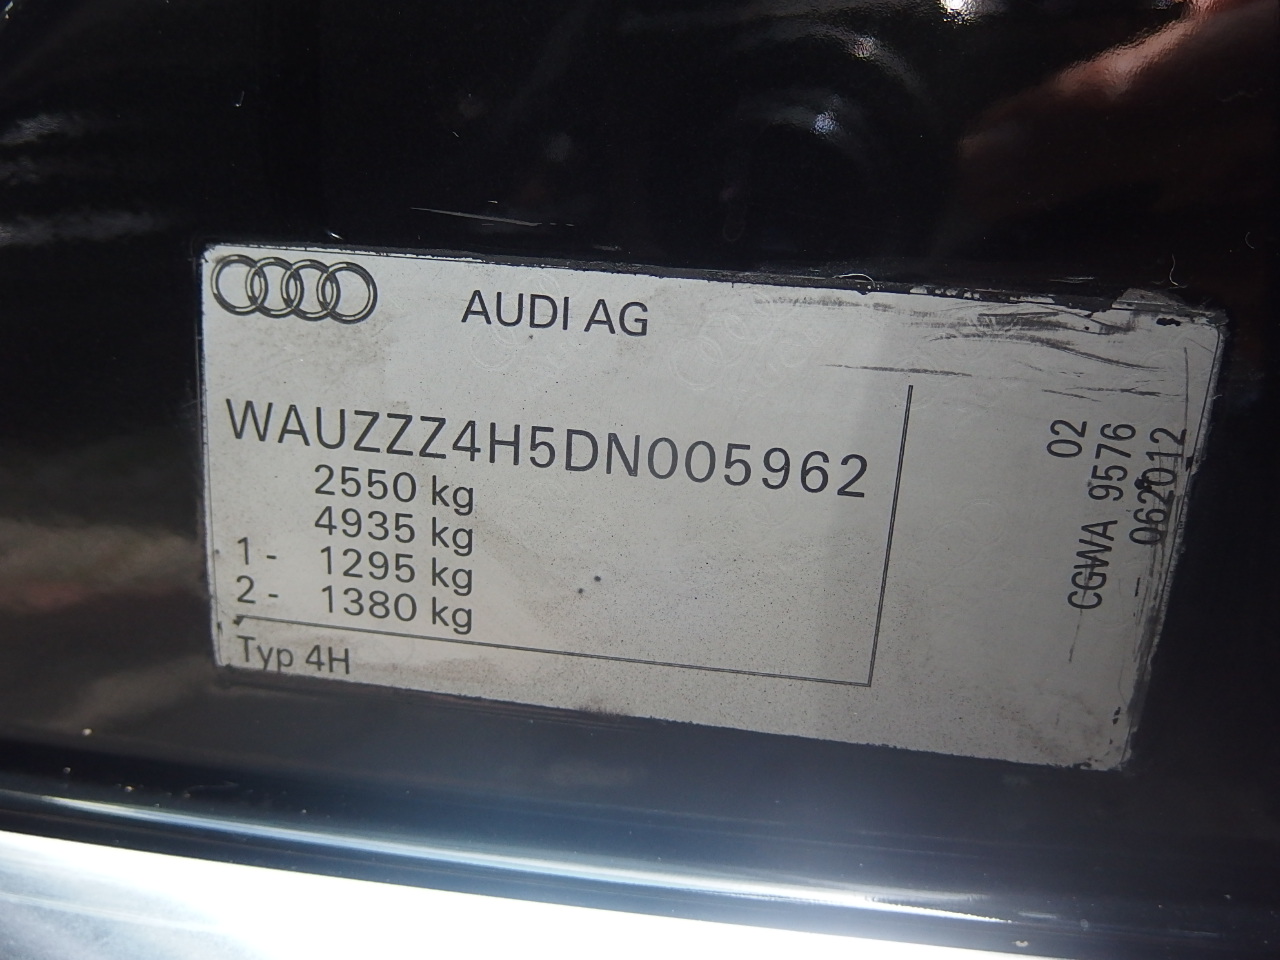 AUDI AG
WAUZZZ4H5DN005962
2550 kg
4935 kg
1 - 1295 kg
2 - 1380 kg
Typ 4H
02
CGWA 9576
— 062012